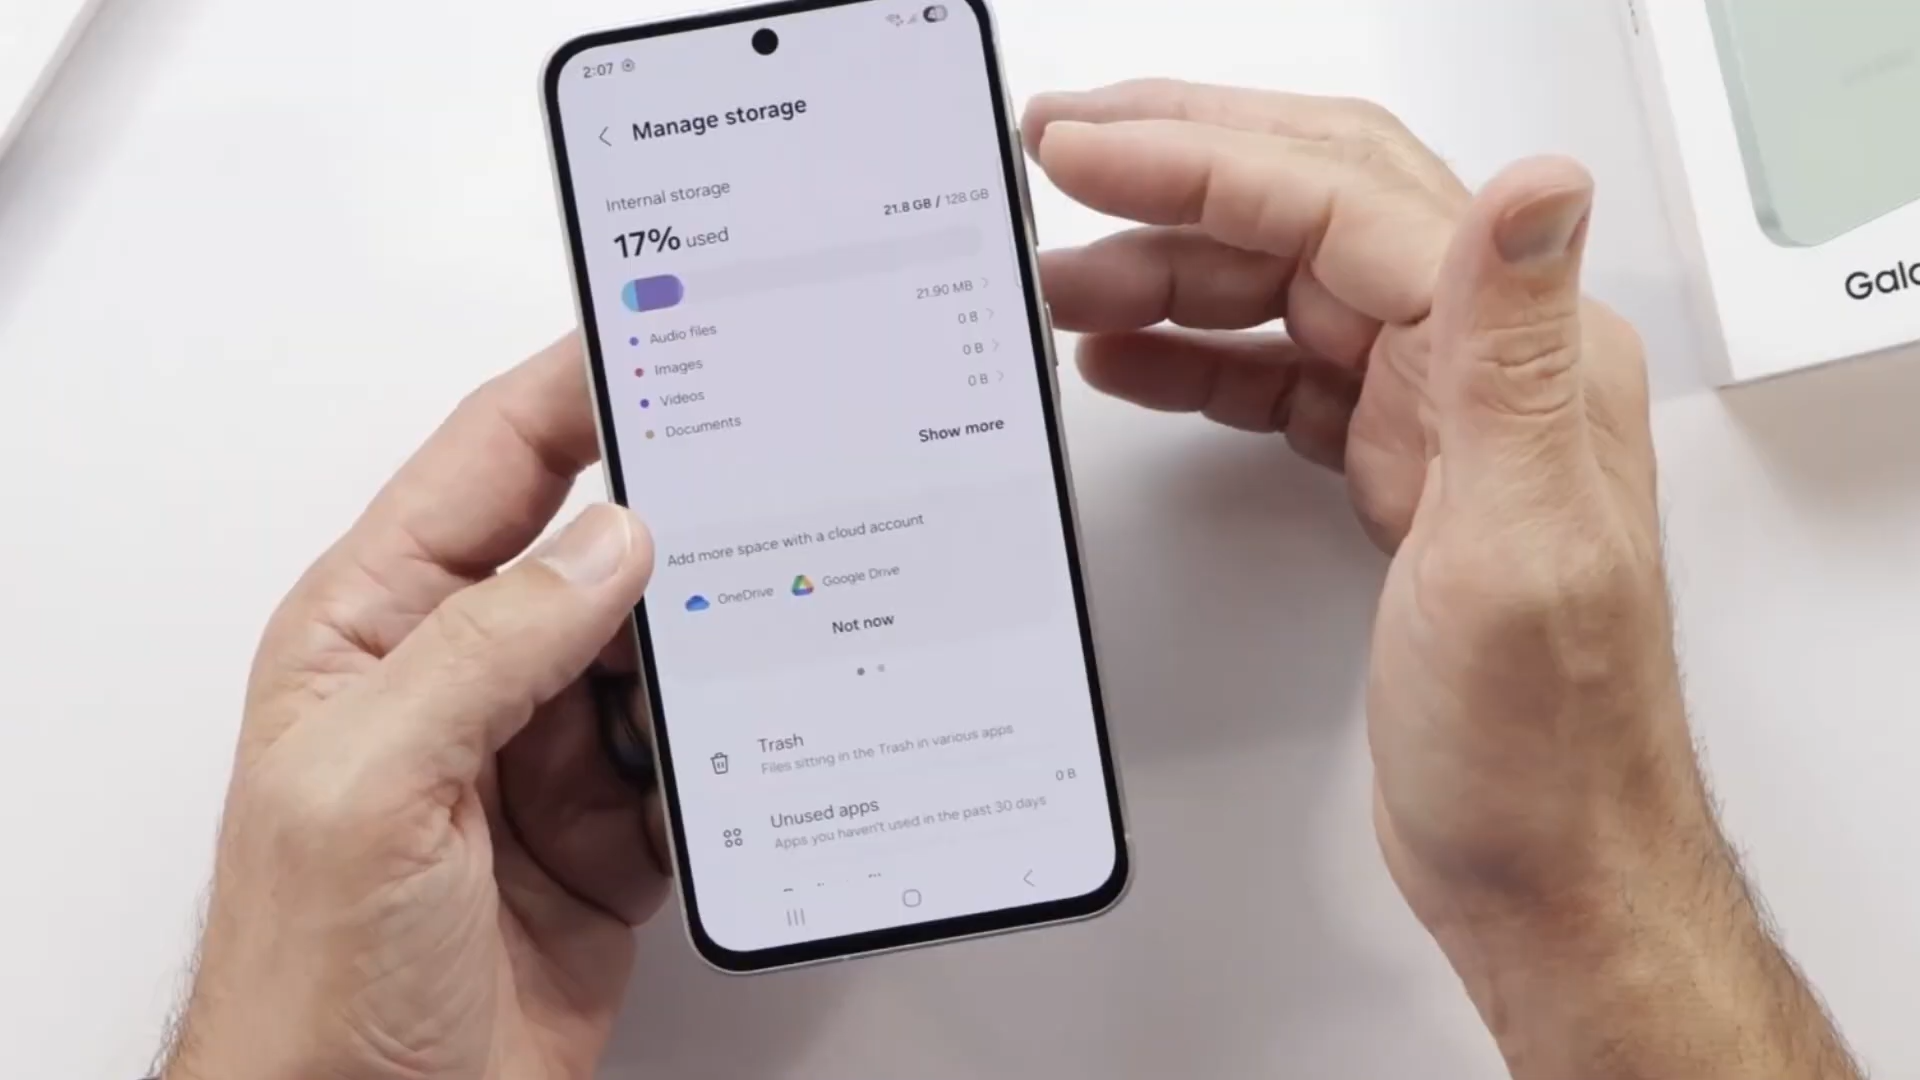 2:07
Manage storage
Internal storage
17% used
21.8 GB / 128 GB
Audio files 21.90 MB
Images 0 B
Videos 0 B
Documents 0 B
Show more
Add more space with a cloud account
OneDrive Google Drive
Not now
Trash
Files sitting in the Trash in various apps
0 B
Unused apps
Apps you haven't used in the past 30 days
Gala